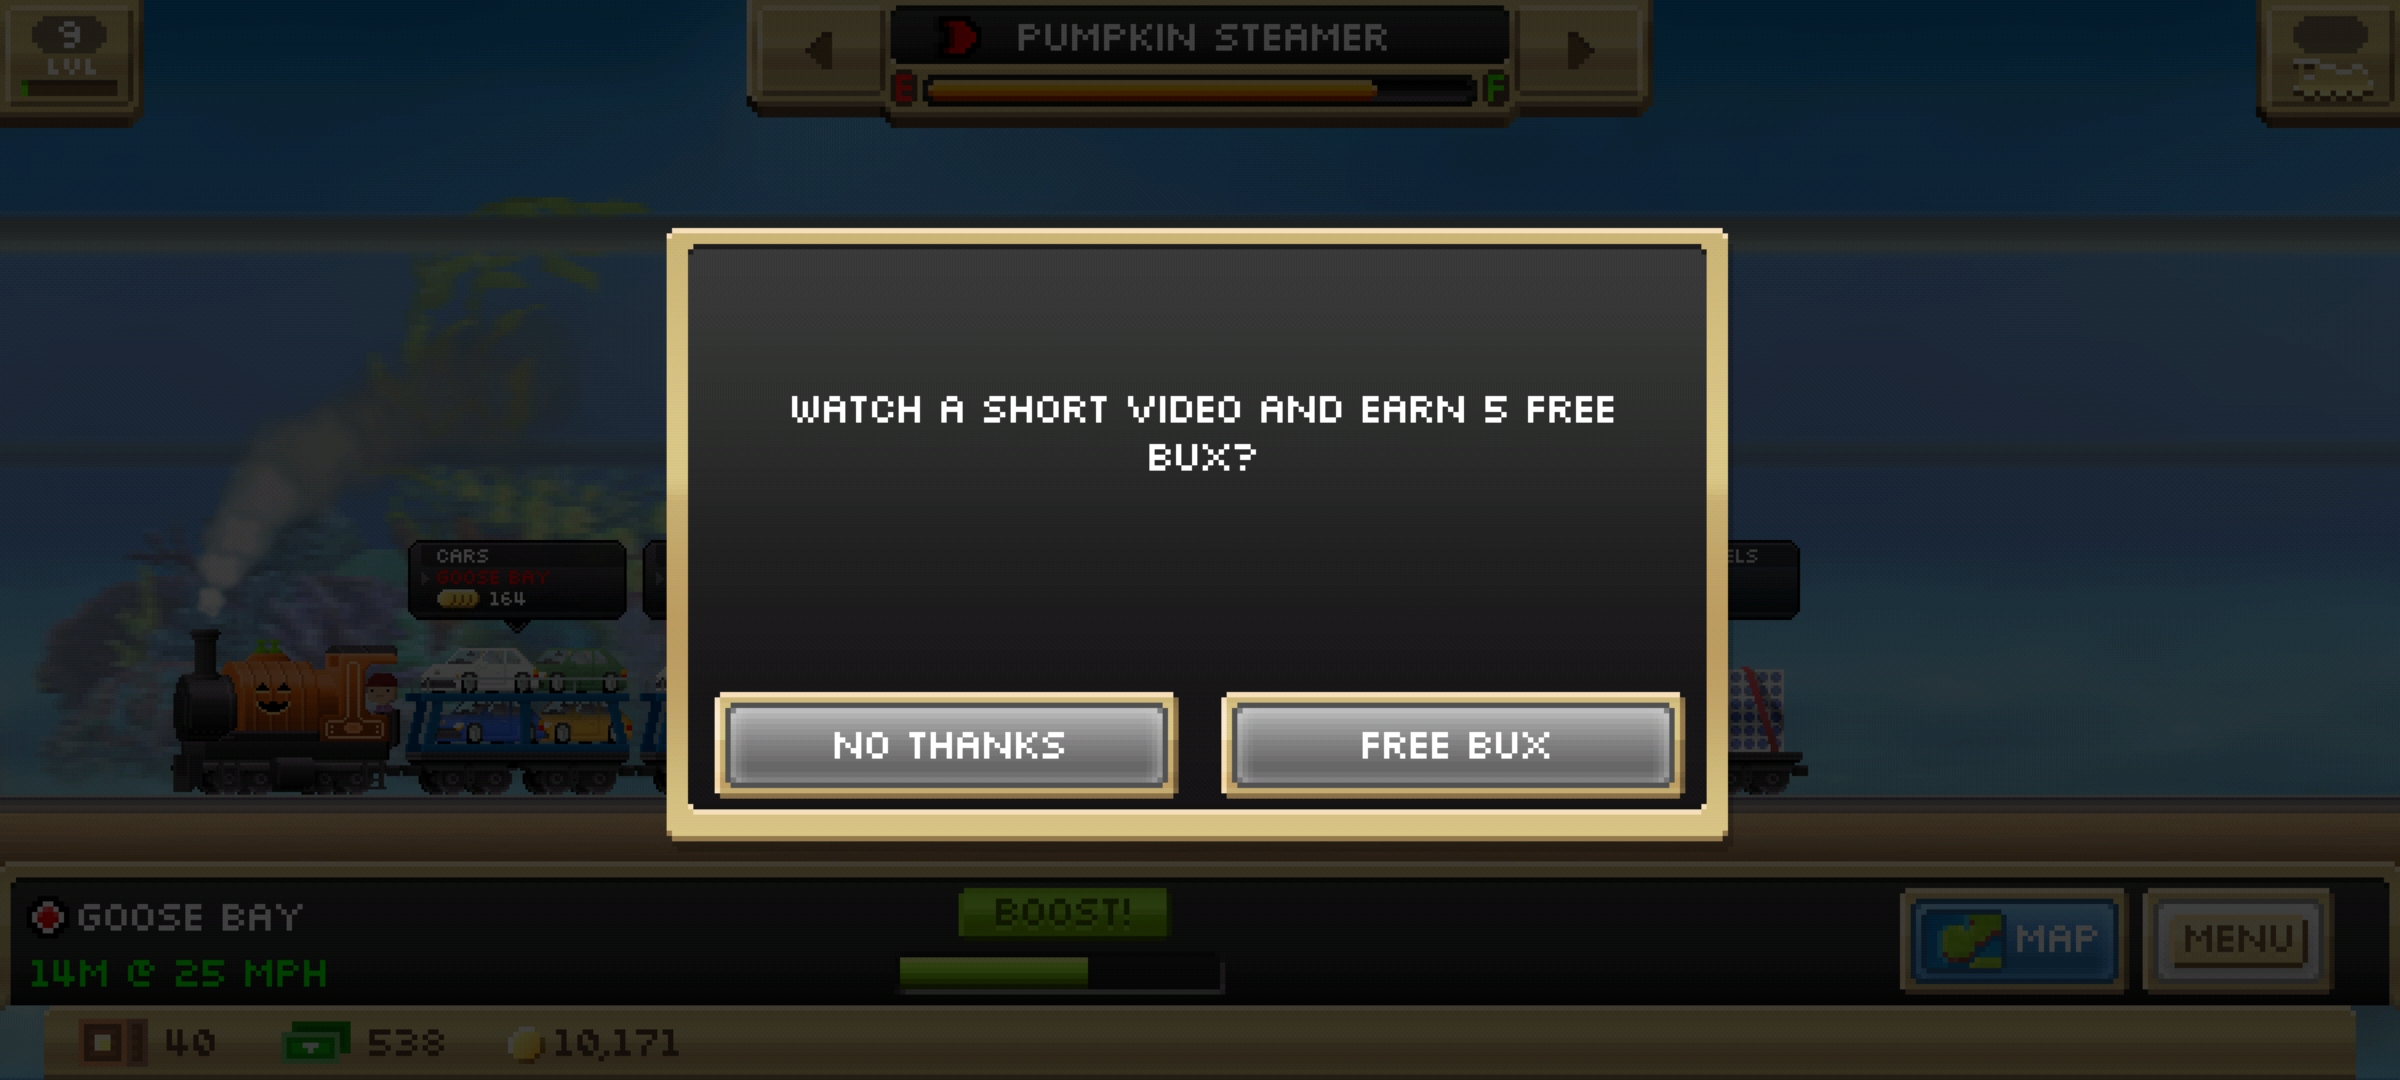 9
LVL
PUMPKIN STEAMER
E
F
WATCH A SHORT VIDEO AND EARN 5 FREE
BUX?
NO THANKS
FREE BUX
CARS
GOOSE BAY
164
GOOSE BAY
14M @ 25 MPH
BOOST!
MAP
MENU
40
538
10,171